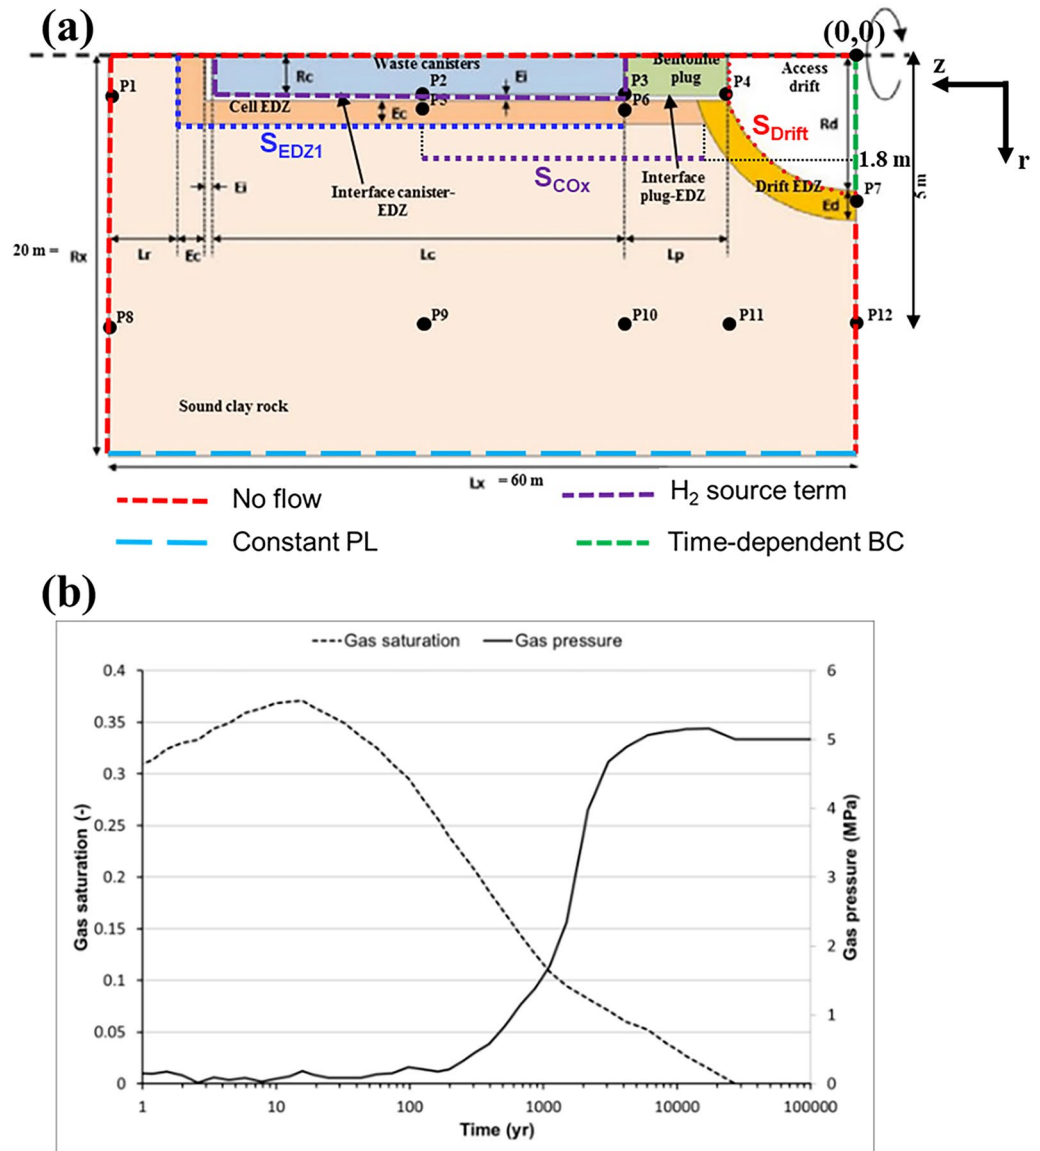 (a)
(0,0)
Waste canisters
Bentonite
plug
Access
drift
z
P1
Rc
P2
Ei
P3
P4
Cell EDZ
P5
Ec
P6
Rd
S_EDZ1
S_Drift
1.8 m
r
S_COx
Ei
Interface canister-
EDZ
Interface
plug-EDZ
Drift EDZ
P7
Ed
5 m
20 m = Rx
Lr
Ec
Lc
Lp
P8
P9
P10
P11
P12
Sound clay rock
Lx = 60 m
No flow
H2 source term
Constant PL
Time-dependent BC
(b)
Gas saturation
Gas pressure
0.4
0.35
0.3
0.25
0.2
0.15
0.1
0.05
0
Gas saturation (-)
6
5
4
3
2
1
0
Gas pressure (MPa)
1
10
100
1000
10000
100000
Time (yr)